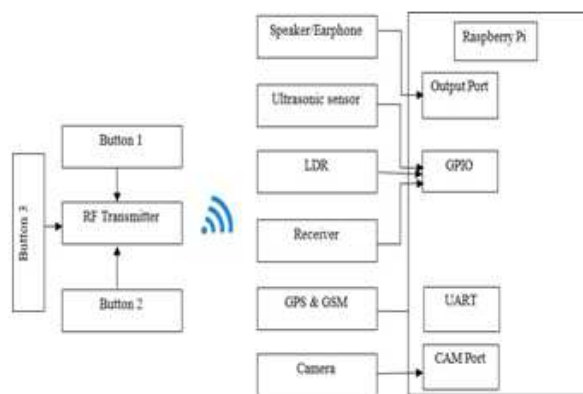 Speaker/Earphone
Raspberry Pi
Output Port
Ultrasonic sensor
Button 1
LDR
GPIO
Button 3
RF Transmitter
Receiver
Button 2
GPS & GSM
UART
Camera
CAM Port